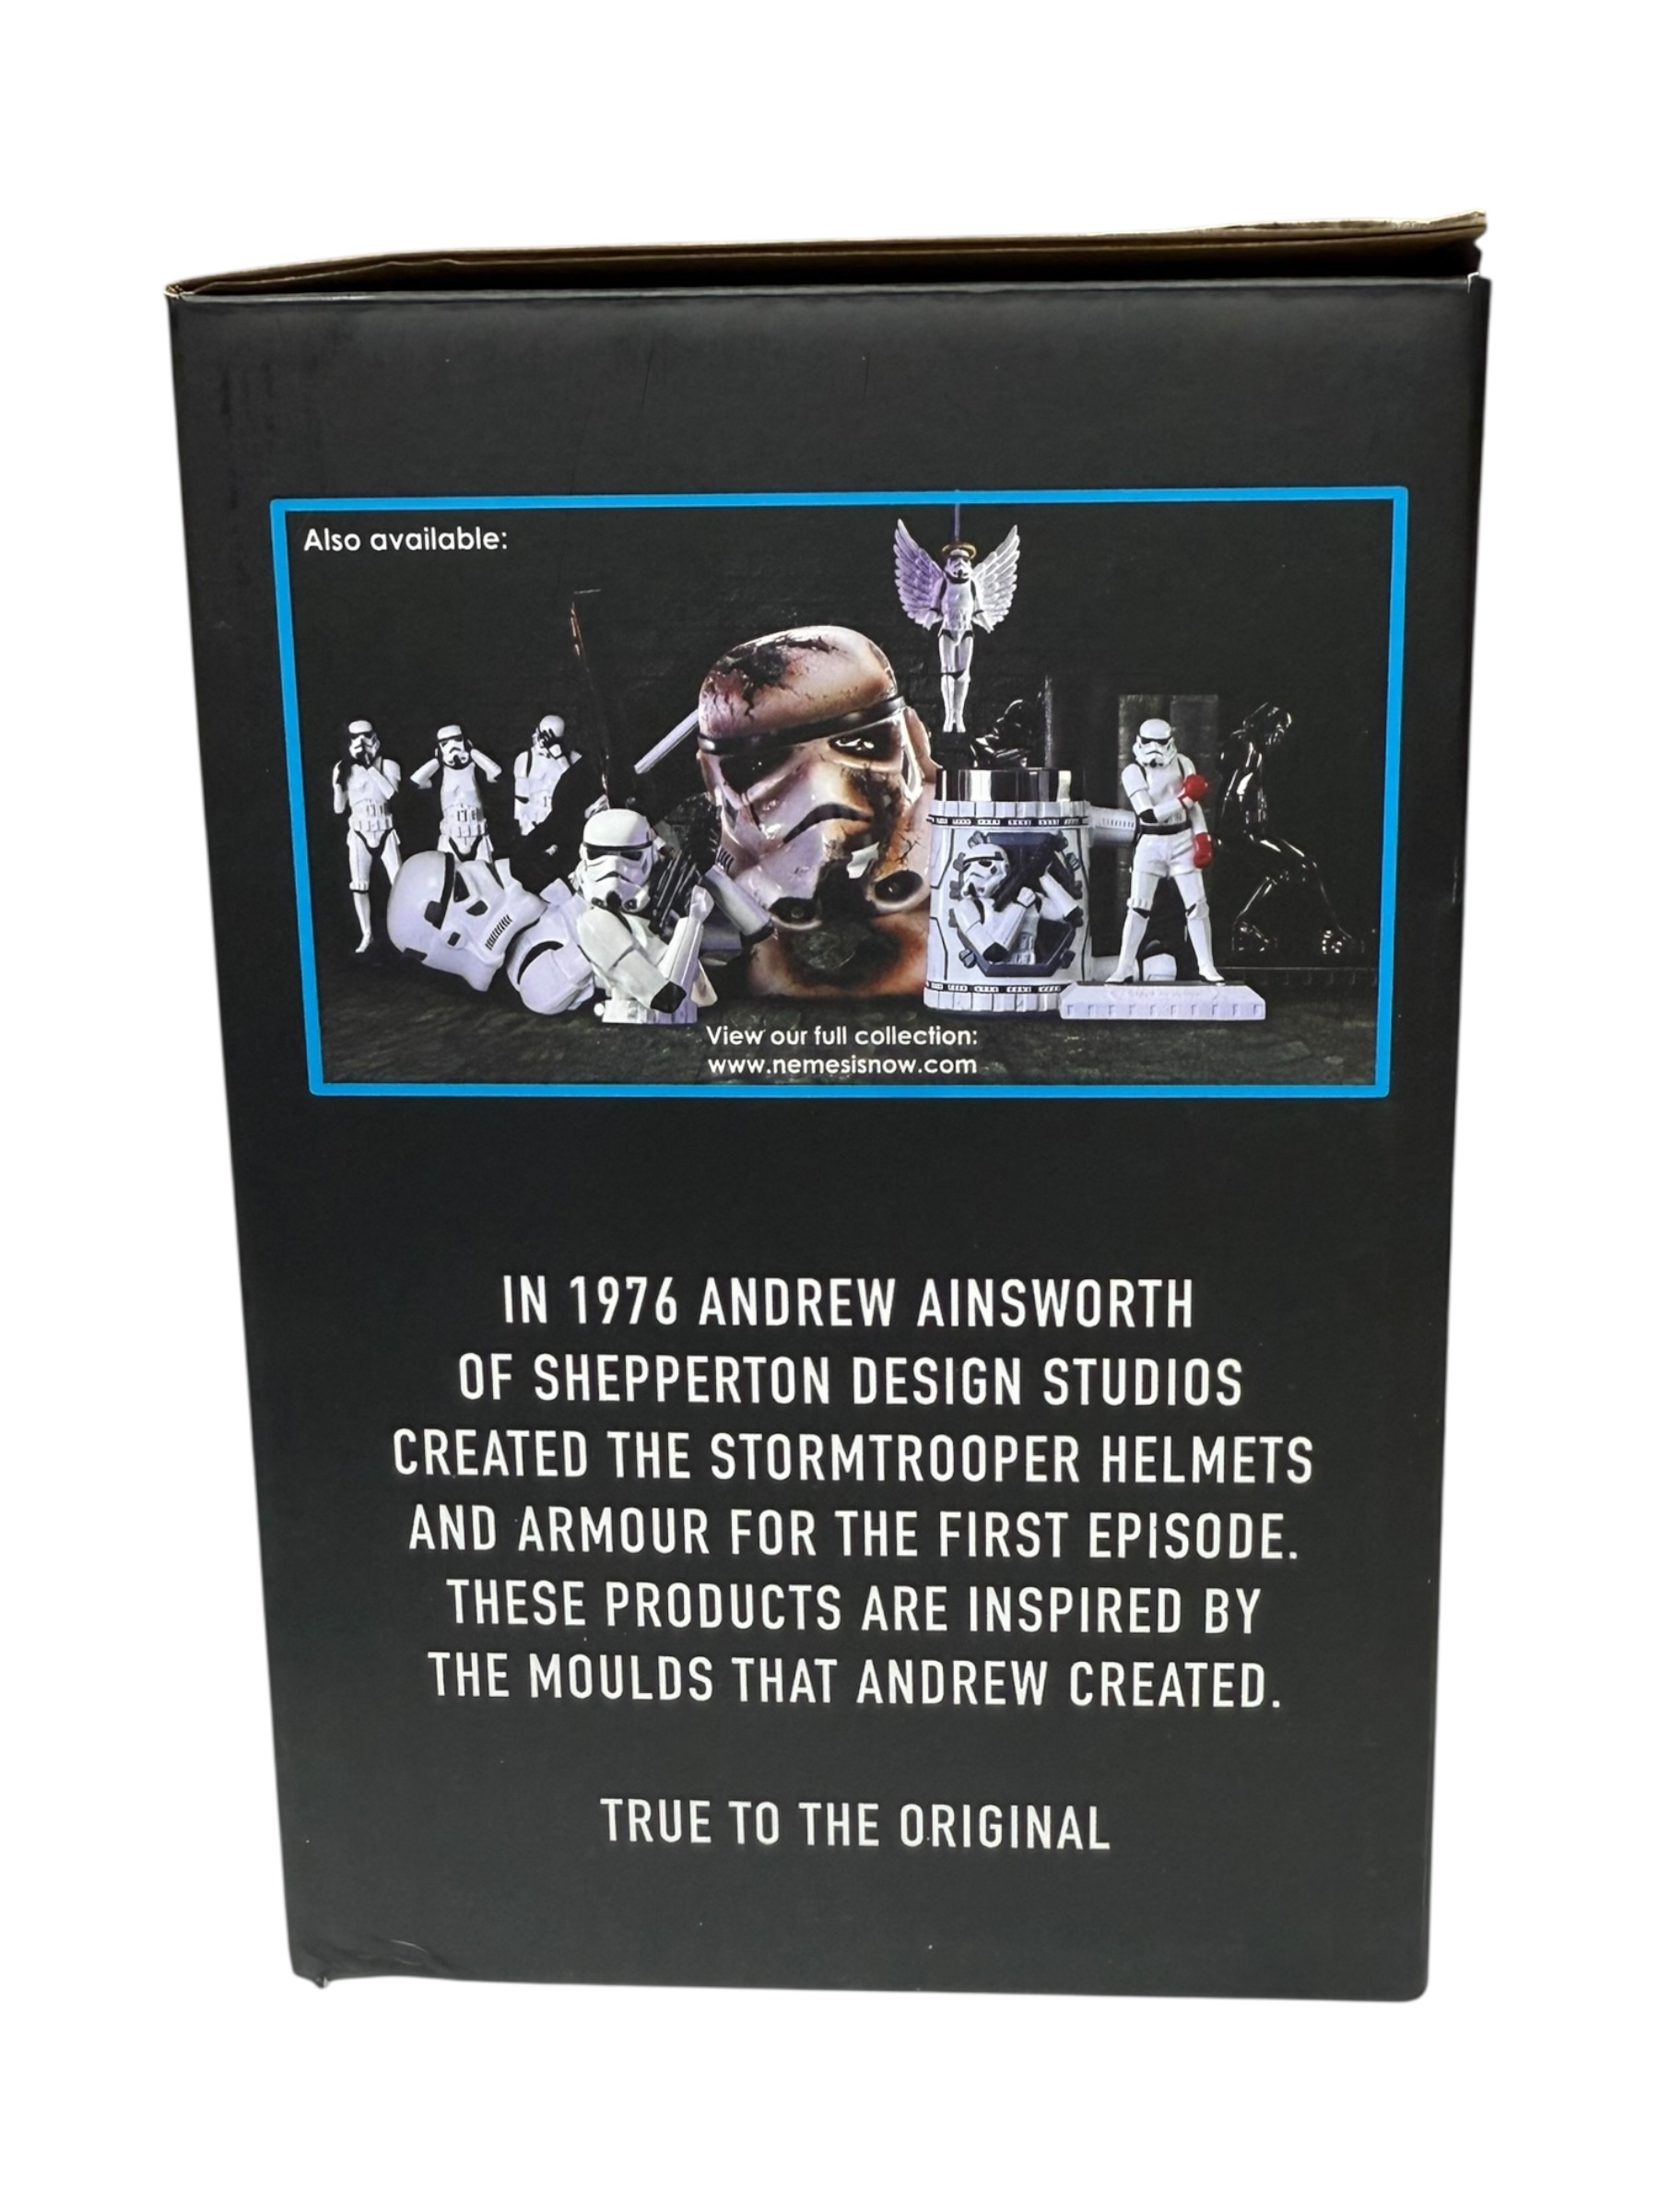 Also available:
View our full collection:
www.nemesisnow.com
IN 1976 ANDREW AINSWORTH
OF SHEPPERTON DESIGN STUDIOS
CREATED THE STORMTROOPER HELMETS
AND ARMOUR FOR THE FIRST EPISODE.
THESE PRODUCTS ARE INSPIRED BY
THE MOULDS THAT ANDREW CREATED.
TRUE TO THE ORIGINAL